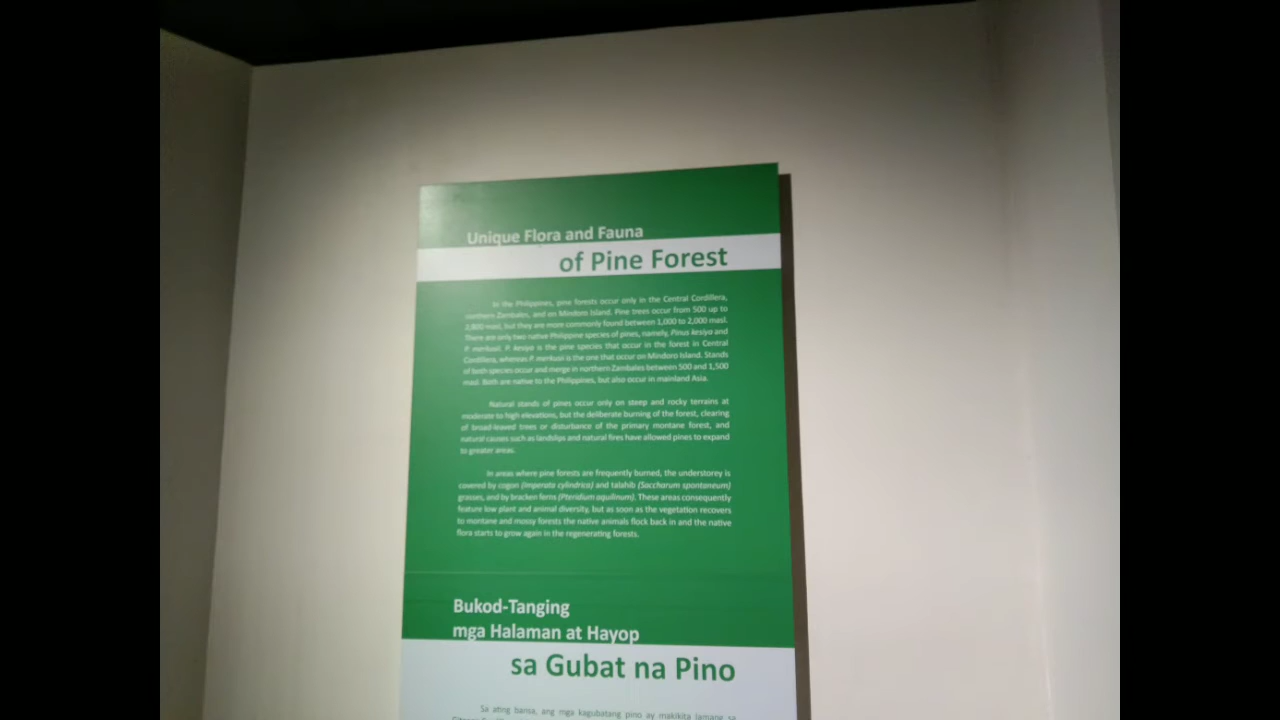 Unique Flora and Fauna
of Pine Forest
In the Philippines, pine forests occur only in the Central Cordillera,
northern Zambales, and on Mindoro Island. Pine trees occur from 500 up to
2,800 masl, but they are more commonly found between 1,000 to 2,000 masl.
There are only two native Philippine species of pines, namely, Pinus kesiya and
P. merkusii. P. kesiya is the pine species that occur in the forest in Central
Cordillera, whereas P. merkusii is the one that occur on Mindoro Island. Stands
of both species occur and merge in northern Zambales between 500 and 1,500
masl. Both are native to the Philippines, but also occur in mainland Asia.
Natural stands of pines occur only on steep and rocky terrains at
moderate to high elevations, but the deliberate burning of the forest, clearing
of broad-leaved trees or disturbance of the primary montane forest, and
natural causes such as landslips and natural fires have allowed pines to expand
to greater areas.
In areas where pine forests are frequently burned, the understorey is
covered by cogon (Imperata cylindrica) and talahib (Saccharum spontaneum)
grasses, and by bracken ferns (Pteridium aquilinum). These areas consequently
feature low plant and animal diversity, but as soon as the vegetation recovers
to montane and mossy forests the native animals flock back in and the native
flora starts to grow again in the regenerating forests.
Bukod-Tanging
mga Halaman at Hayop
sa Gubat na Pino
Sa ating bansa, ang mga kagubatang pino ay makikita lamang sa